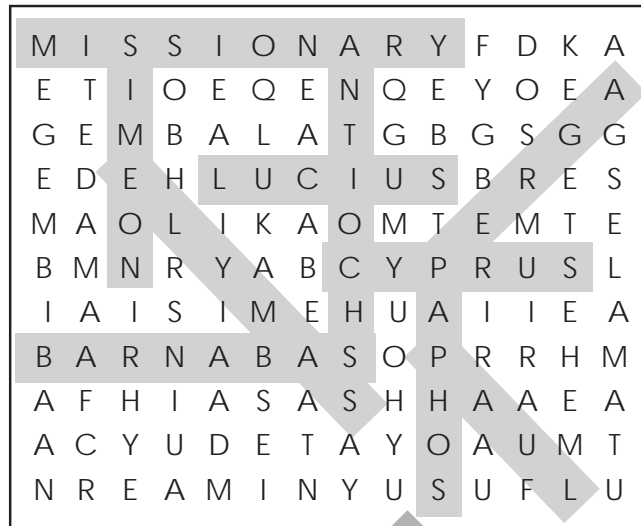 M I S S I O N A R Y F D K A
E T I O E Q E N Q E Y O E A
G E M B A L A T G B G S G G
E D E H L U C I U S B R E S
M A O L I K A O M T E M T E
B M N R Y A B C Y P R U S L
I A I S I M E H U A I I E A
B A R N A B A S O P R R H M
A F H I A S A S H H A A E A
A C Y U D E T A Y O A U M T
N R E A M I N Y U S U F L U